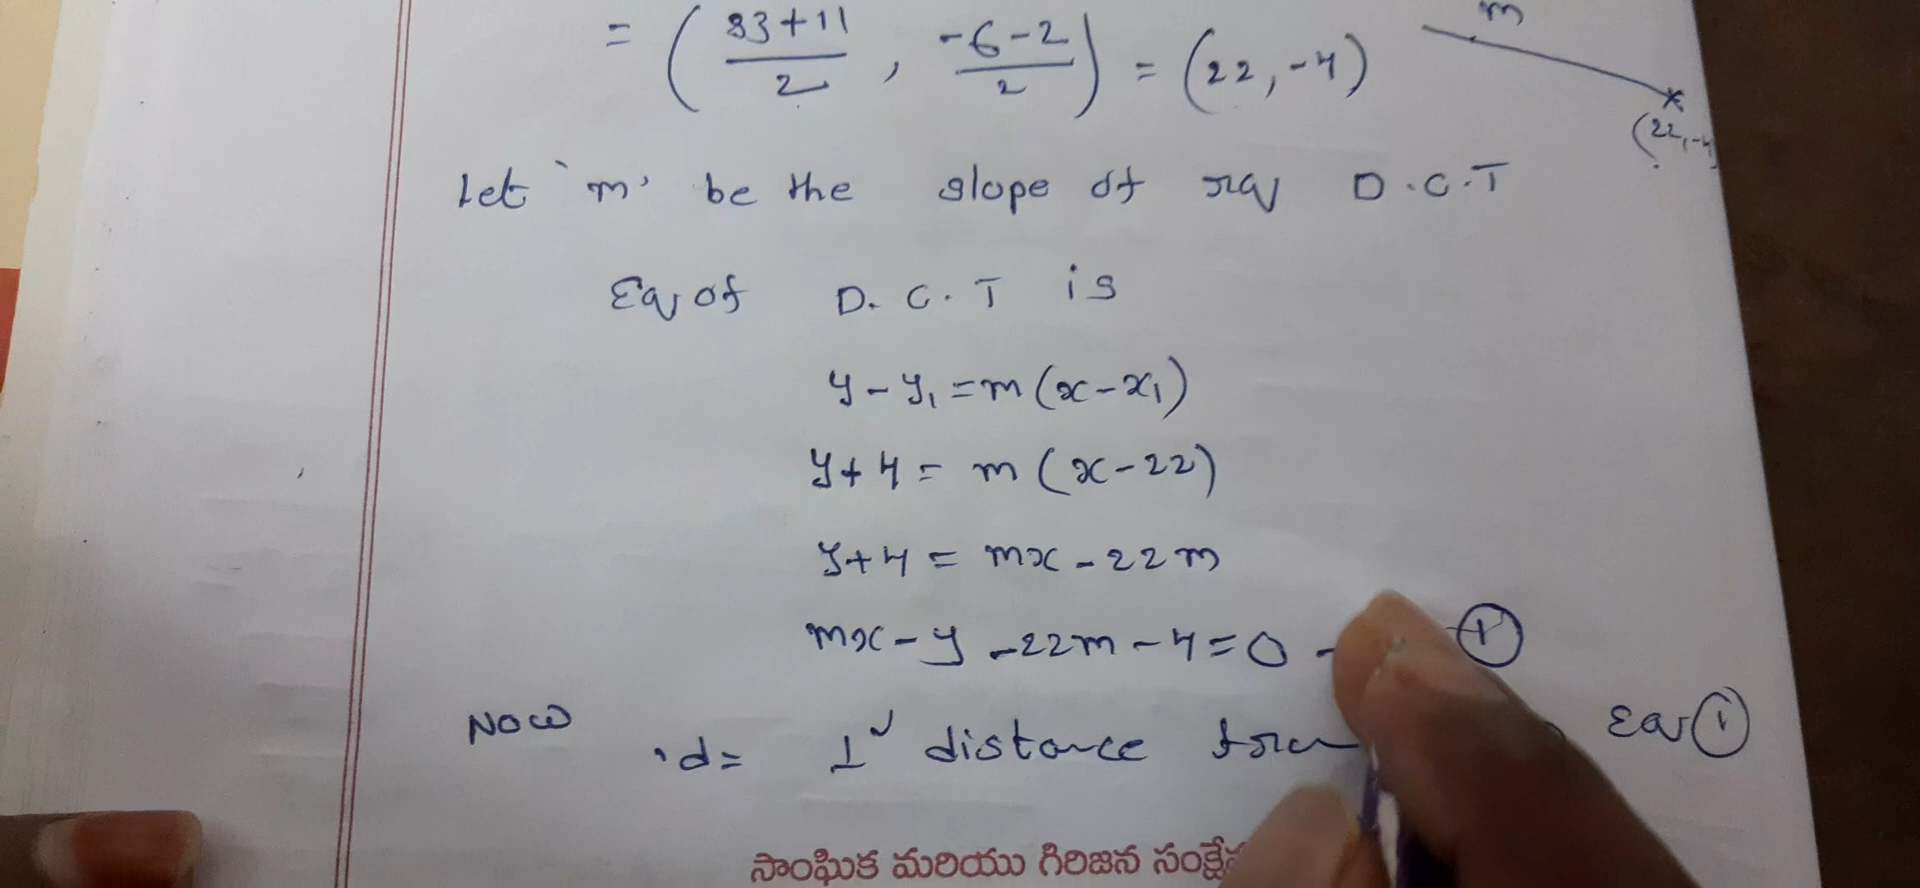 = ( 33+11 / 2 , -6-2 / 2 ) = (22, -4)
m
(22, -4
Let 'm' be the slope of D.C.T
Eq of D.C.T is
y - y₁ = m(x - x₁)
y + 4 = m(x - 22)
y + 4 = mx - 22m
mx - y - 22m - 4 = 0 - ①
Now d = ⊥ distance Eq ①
సాంఘిక మరియు గిరిజన